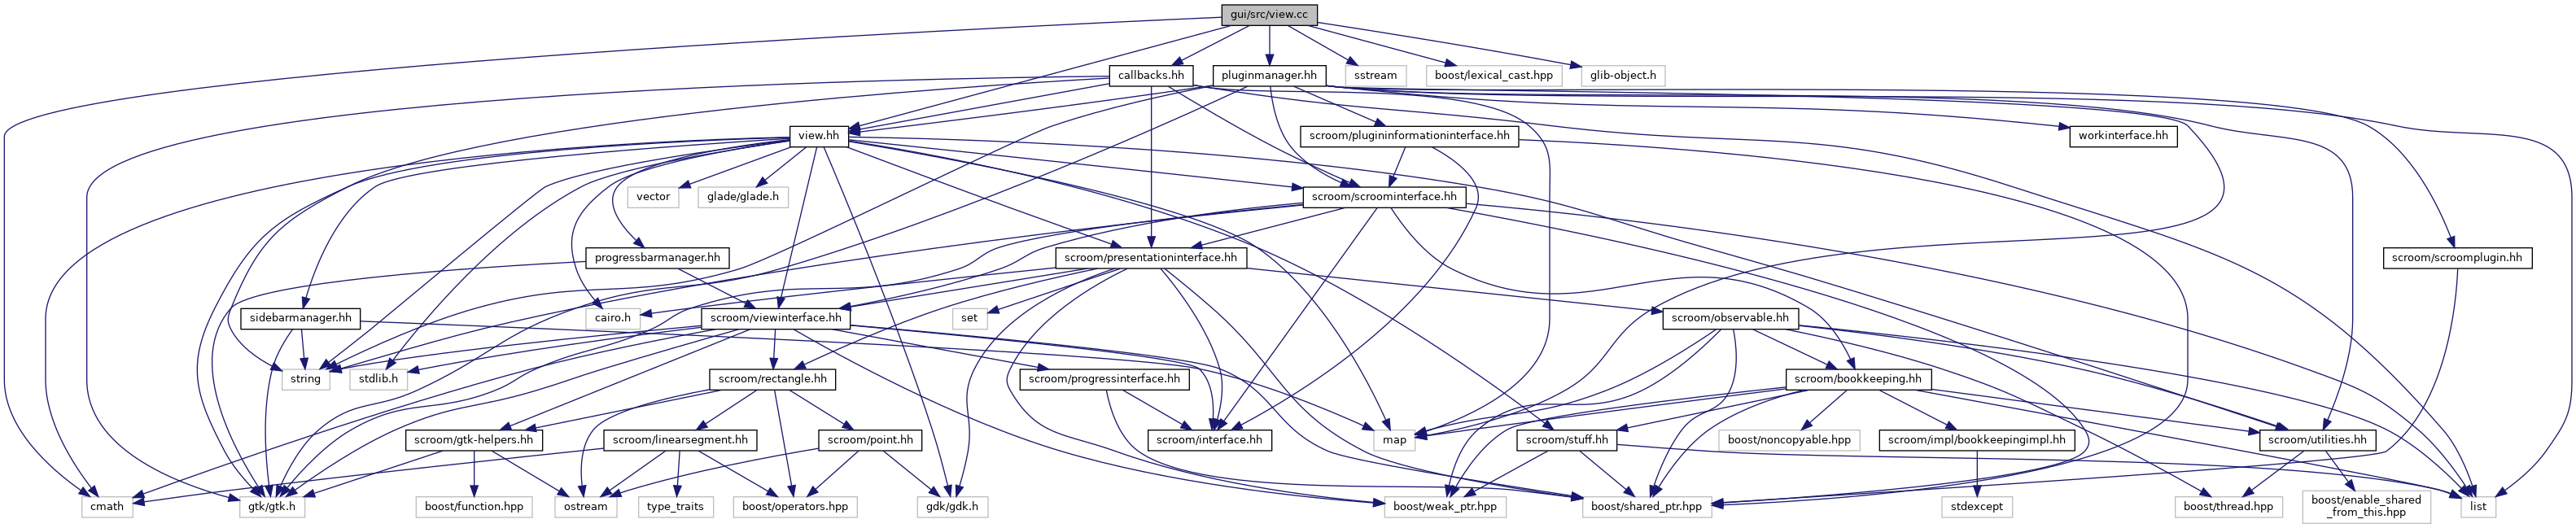 gui/src/view.cc
callbacks.hh
pluginmanager.hh
sstream
boost/lexical_cast.hpp
glib-object.h
view.hh
scroom/plugininformationinterface.hh
workinterface.hh
vector
glade/glade.h
scroom/scroominterface.hh
progressbarmanager.hh
scroom/presentationinterface.hh
scroom/scroomplugin.hh
sidebarmanager.hh
cairo.h
scroom/viewinterface.hh
set
scroom/observable.hh
string
stdlib.h
scroom/rectangle.hh
scroom/progressinterface.hh
scroom/bookkeeping.hh
scroom/gtk-helpers.hh
scroom/linearsegment.hh
scroom/point.hh
scroom/interface.hh
map
scroom/stuff.hh
boost/noncopyable.hpp
scroom/impl/bookkeepingimpl.hh
scroom/utilities.hh
cmath
gtk/gtk.h
boost/function.hpp
ostream
type_traits
boost/operators.hpp
gdk/gdk.h
boost/weak_ptr.hpp
boost/shared_ptr.hpp
stdexcept
boost/thread.hpp
boost/enable_shared
_from_this.hpp
list